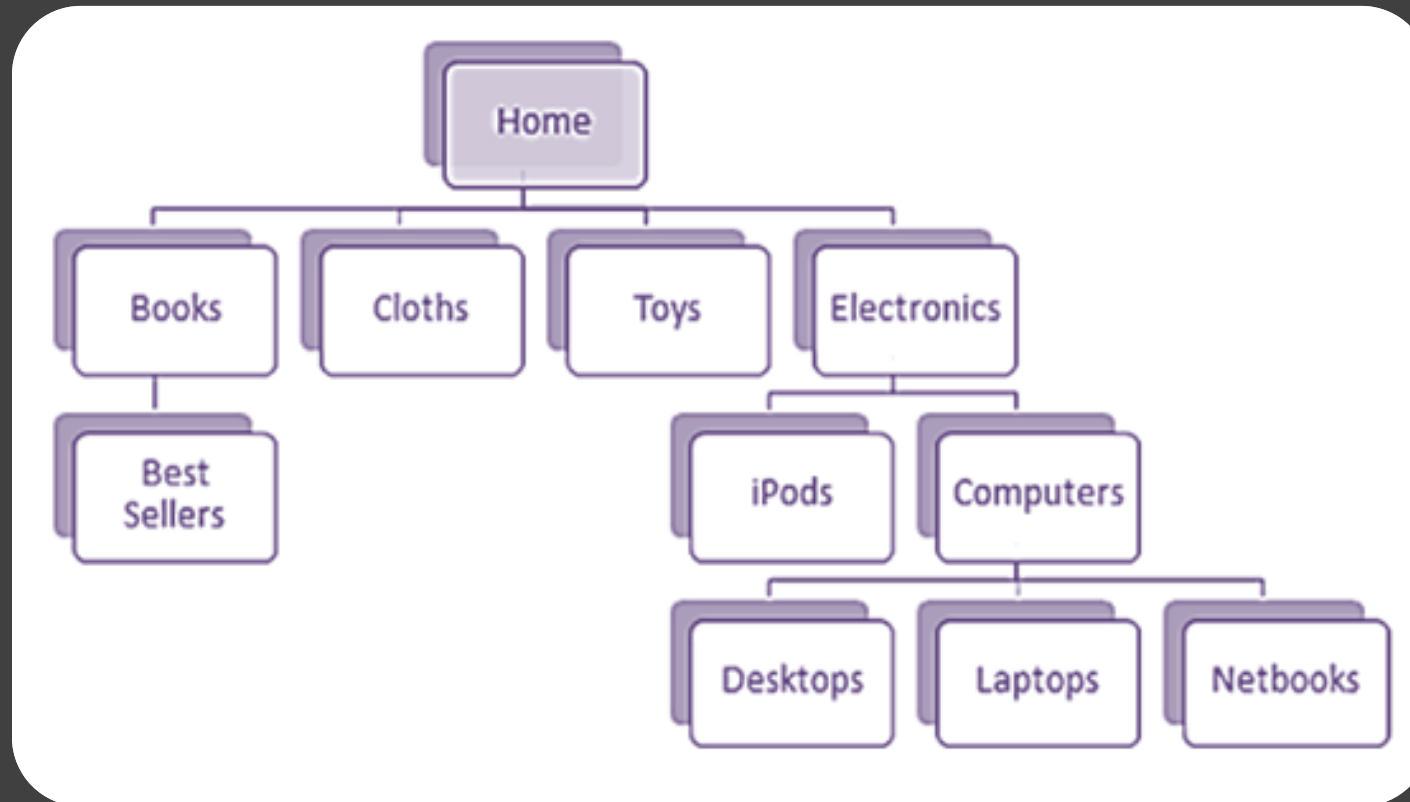 Home
Books
Cloths
Toys
Electronics
Best
Sellers
iPods
Computers
Desktops
Laptops
Netbooks